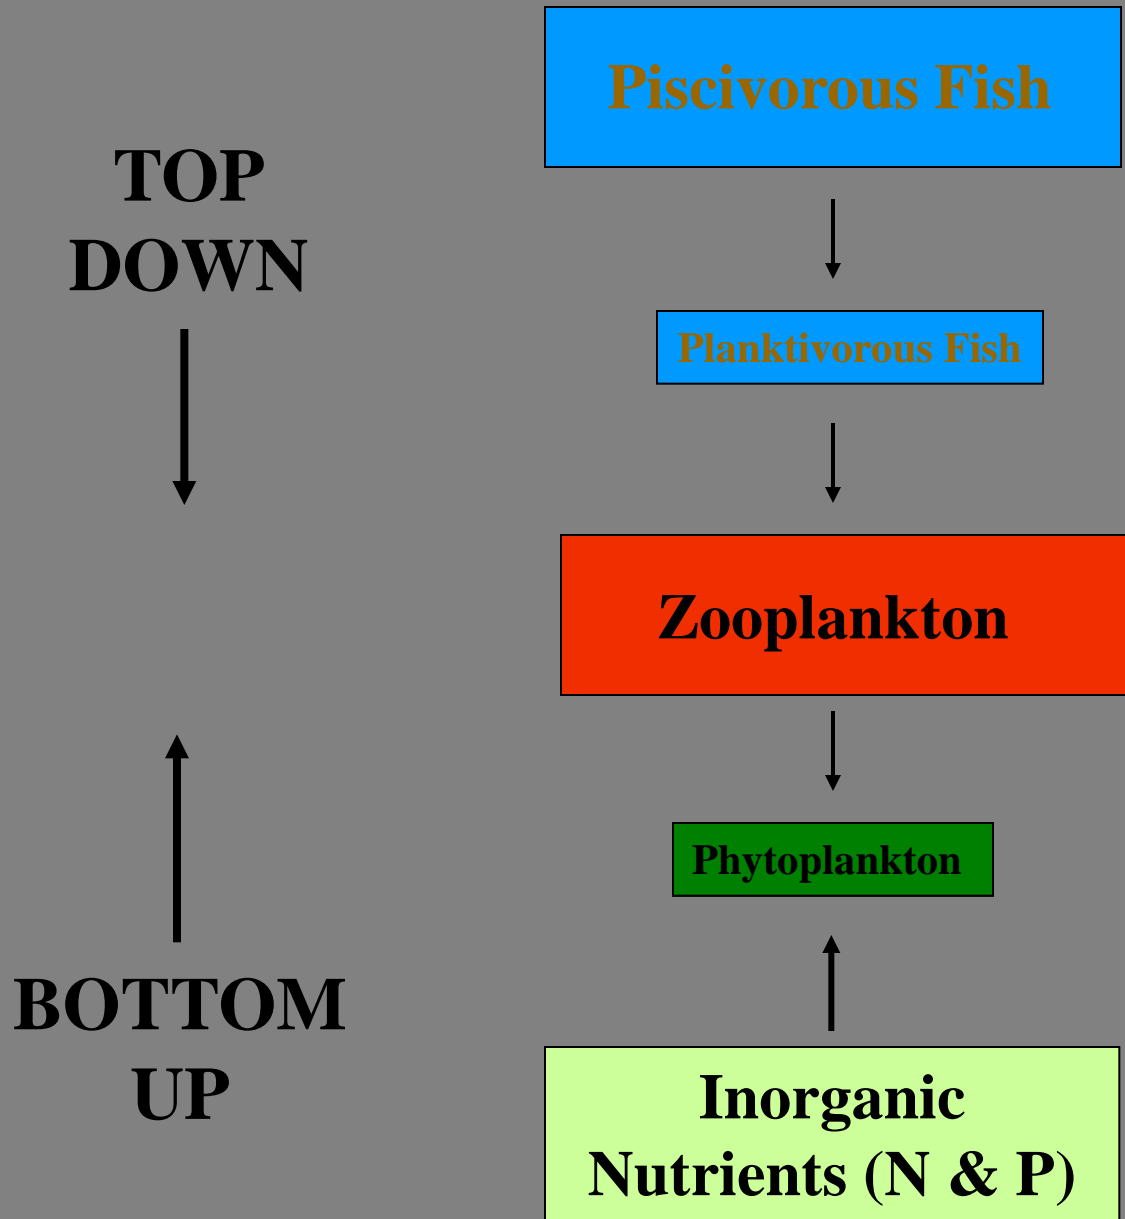 Piscivorous Fish
TOP
DOWN
Planktivorous Fish
Zooplankton
Phytoplankton
BOTTOM
UP
Inorganic
Nutrients (N & P)